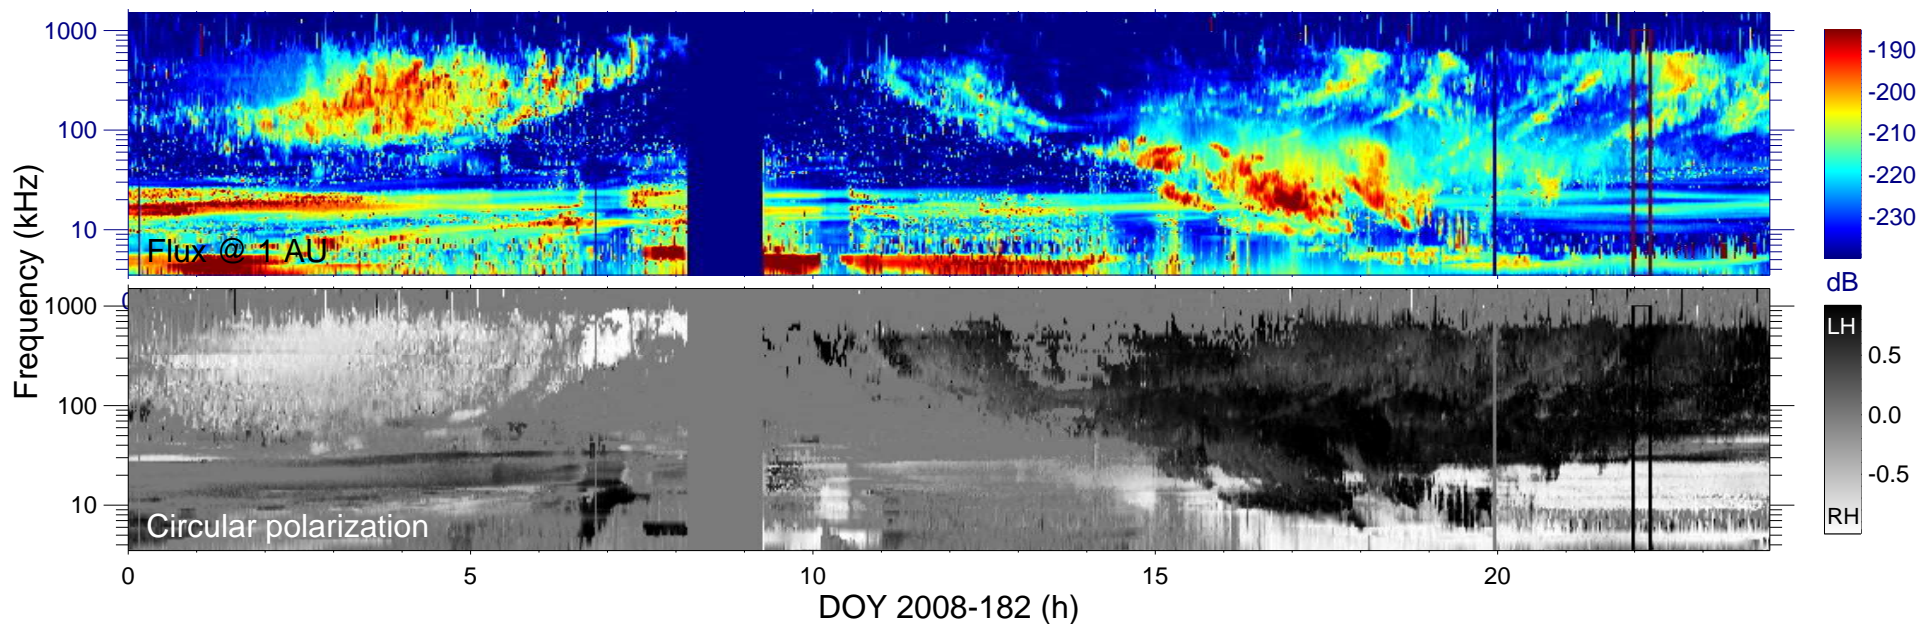 1000
100
10
Flux @ 1 AU
-190
-200
-210
-220
-230
dB
Frequency (kHz)
0
1000
100
10
Circular polarization
LH
0.5
0.0
-0.5
RH
0 5 10 15 20
DOY 2008-182 (h)